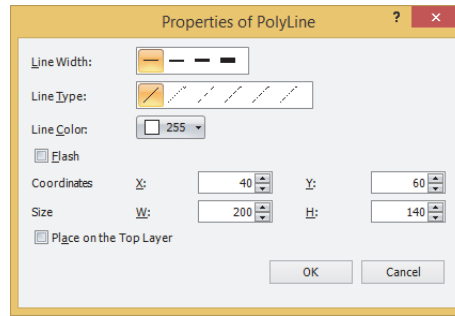 Properties of PolyLine ? ×
Line Width:
Line Type:
Line Color: 255
Flash
Coordinates X: 40 Y: 60
Size W: 200 H: 140
Place on the Top Layer
OK Cancel